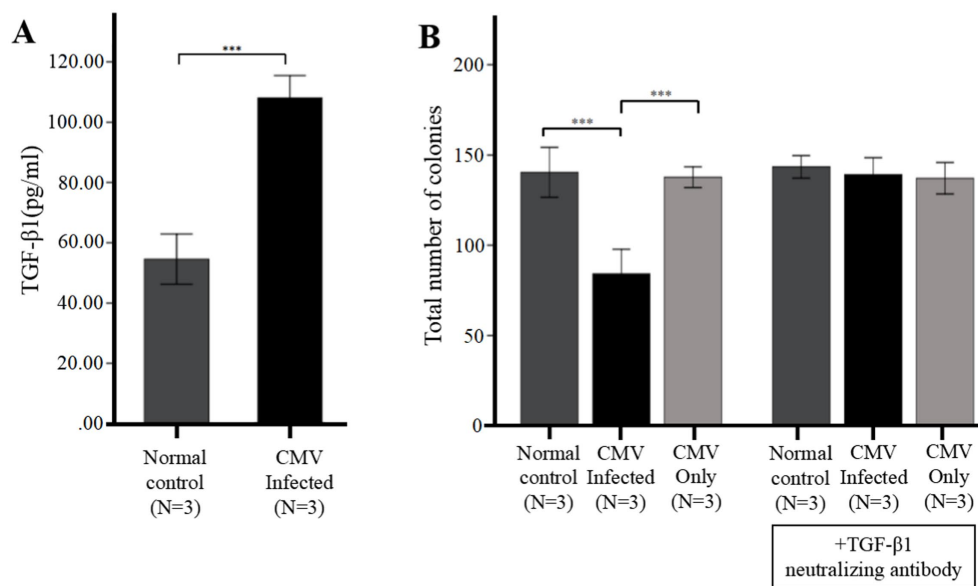 A
TGF-β1(pg/ml)
120.00
100.00
80.00
60.00
40.00
20.00
.00
***
Normal
control
(N=3)
CMV
Infected
(N=3)
B
Total number of colonies
200
150
100
50
0
***
***
Normal
control
(N=3)
CMV
Infected
(N=3)
CMV
Only
(N=3)
Normal
control
(N=3)
CMV
Infected
(N=3)
CMV
Only
(N=3)
+TGF-β1
neutralizing antibody